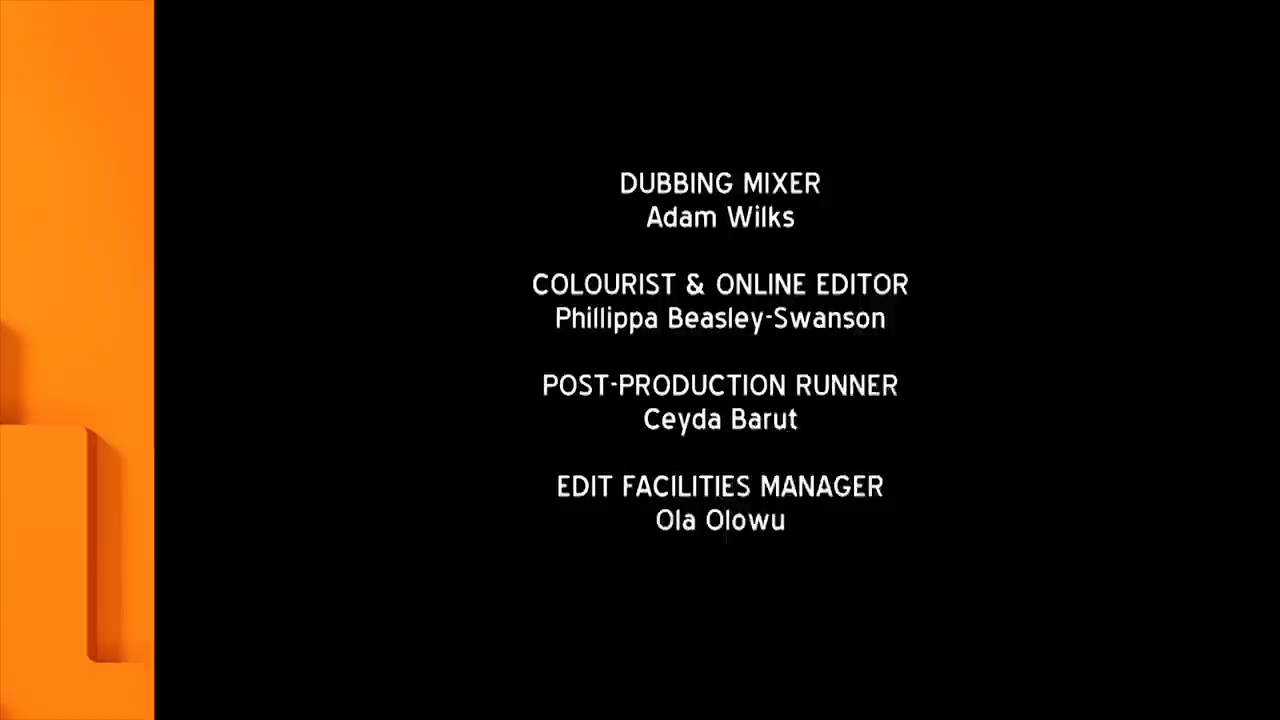 DUBBING MIXER
Adam Wilks
COLOURIST & ONLINE EDITOR
Phillippa Beasley-Swanson
POST-PRODUCTION RUNNER
Ceyda Barut
EDIT FACILITIES MANAGER
Ola Olowu